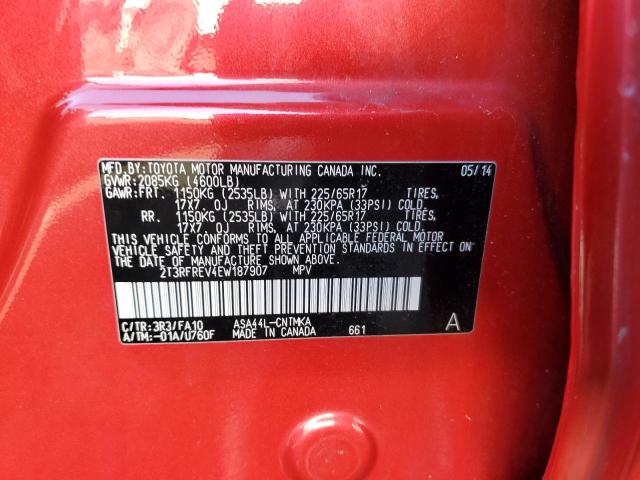 MFD.BY:TOYOTA MOTOR MANUFACTURING CANADA INC. 05/14
GVWR:2085KG (4600LB)
GAWR:FRT. 1150KG (2535LB) WITH 225/65R17 TIRES,
17X7.0J RIMS, AT 230KPA (33PSI) COLD.
RR. 1150KG (2535LB) WITH 225/65R17 TIRES,
17X7.0J RIMS, AT 230KPA (33PSI) COLD.
THIS VEHICLE CONFORMS TO ALL APPLICABLE FEDERAL MOTOR
VEHICLE SAFETY AND THEFT PREVENTION STANDARDS IN EFFECT
ON THE DATE OF MANUFACTURE SHOWN ABOVE.
2T3RFREV4EW187907 MPV
C/TR:3R3/FA10 ASA44L-CNTMKA
A/TM:-01A/U760F MADE IN CANADA 661 A